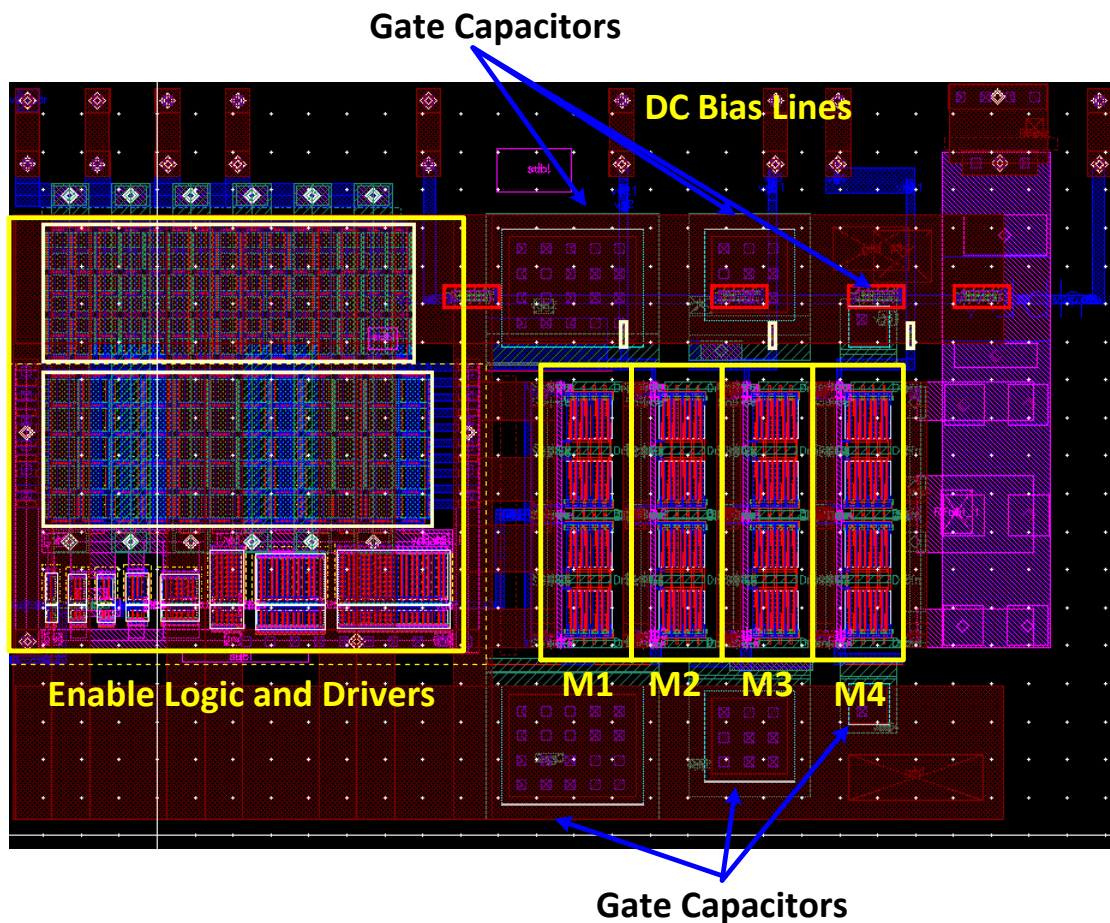 Gate Capacitors
DC Bias Lines
Enable Logic and Drivers
M1
M2
M3
M4
Gate Capacitors